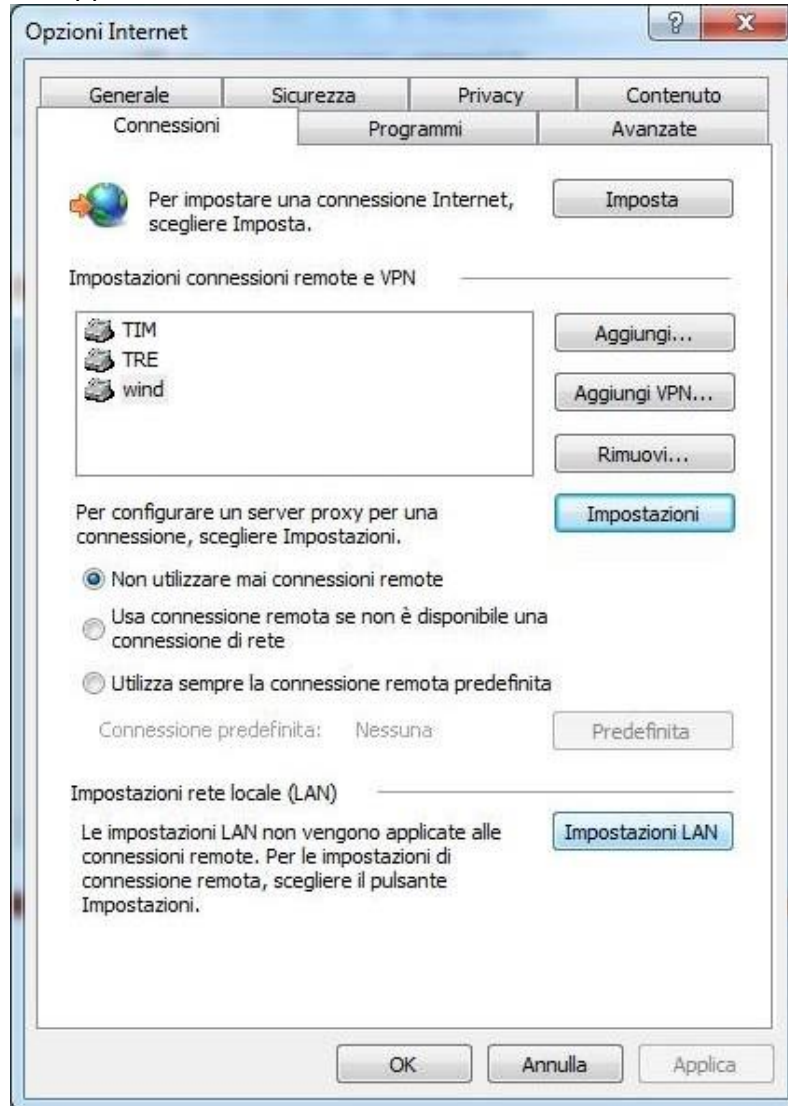 Opzioni Internet
?
X
Generale Sicurezza Privacy Contenuto
Connessioni Programmi Avanzate
Per impostare una connessione Internet,
scegliere Imposta.
Imposta
Impostazioni connessioni remote e VPN
TIM
TRE
wind
Aggiungi...
Aggiungi VPN...
Rimuovi...
Per configurare un server proxy per una
connessione, scegliere Impostazioni.
Impostazioni
Non utilizzare mai connessioni remote
Usa connessione remota se non è disponibile una
connessione di rete
Utilizza sempre la connessione remota predefinita
Connessione predefinita: Nessuna
Predefinita
Impostazioni rete locale (LAN)
Le impostazioni LAN non vengono applicate alle
connessioni remote. Per le impostazioni di
connessione remota, scegliere il pulsante
Impostazioni.
Impostazioni LAN
OK Annulla Applica